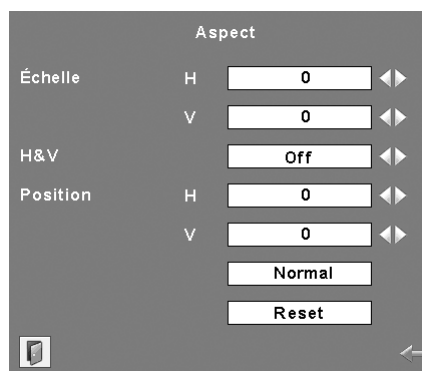 Aspect
Échelle H 0
V 0
H&V Off
Position H 0
V 0
Normal
Reset